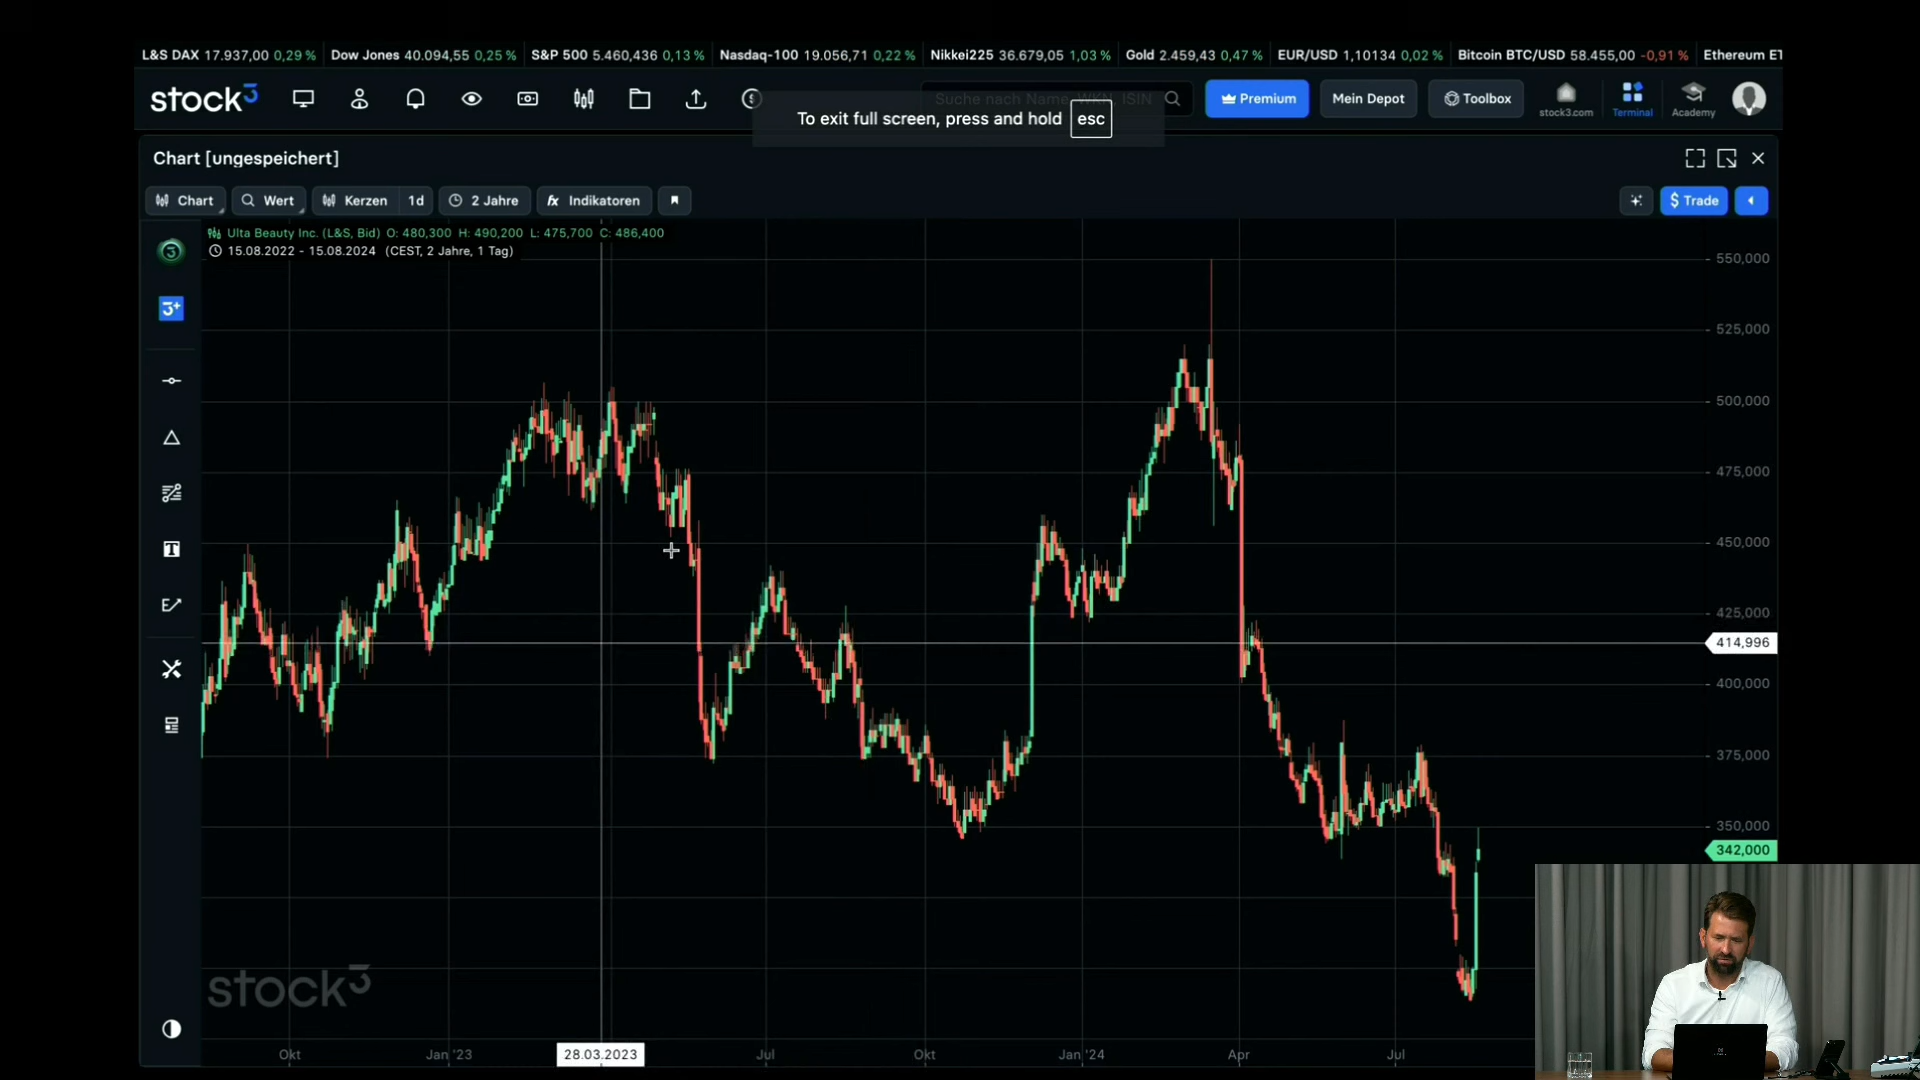 L&S DAX 17.937,00 0,29 % Dow Jones 40.094,55 0,25 % S&P 500 5.460,436 0,13 % Nasdaq-100 19.056,71 0,22 % Nikkei225 36.679,05 1,03 % Gold 2.459,43 0,47 % EUR/USD 1,10134 0,02 % Bitcoin BTC/USD 58.455,00 -0,91 % Ethereum ET
stock3 Suche nach Name, WKN, ISIN Premium Mein Depot Toolbox stock3.com Terminal Academy
To exit full screen, press and hold esc
Chart [ungespeichert]
Chart Wert Kerzen 1d 2 Jahre fx Indikatoren $ Trade
Ulta Beauty Inc. (L&S, Bid) O: 480,300 H: 490,200 L: 475,700 C: 486,400
15.08.2022 - 15.08.2024 (CEST, 2 Jahre, 1 Tag)
550,000
525,000
500,000
475,000
450,000
425,000
414,996
400,000
375,000
350,000
342,000
stock3
Okt Jan '23 28.03.2023 Jul Okt Jan '24 Apr Jul